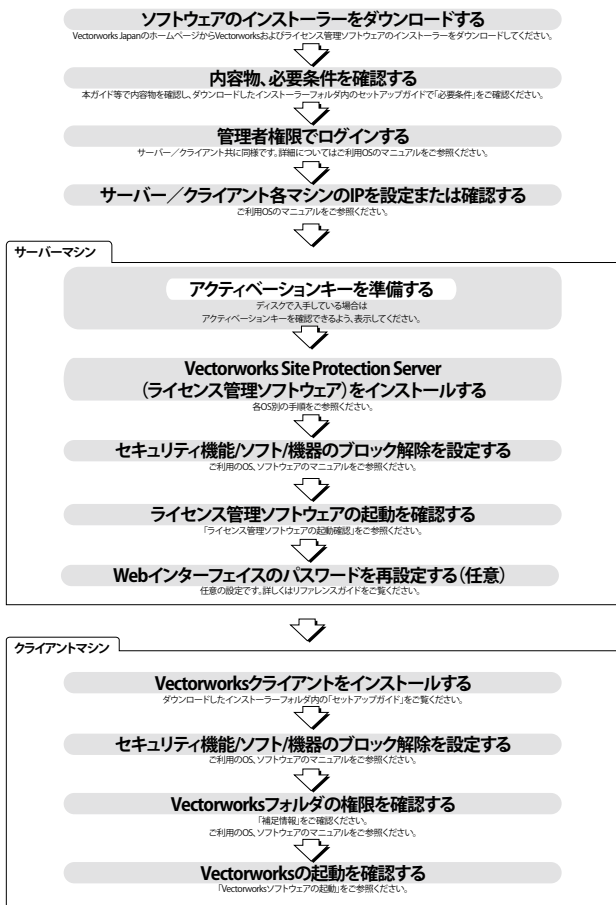 ソフトウェアのインストーラーをダウンロードする
Vectorworks JapanのホームページからVectorworksおよびライセンス管理ソフトウェアのインストーラーをダウンロードしてください。
内容物、必要条件を確認する
本ガイド等で内容物を確認し、ダウンロードしたインストーラーフォルダ内のセットアップガイドで「必要条件」をご確認ください。
管理者権限でログインする
サーバー／クライアント共に同様です。詳細についてはご利用OSのマニュアルをご参照ください。
サーバー／クライアント各マシンのIPを設定または確認する
ご利用OSのマニュアルをご参照ください。
サーバーマシン
アクティベーションキーを準備する
ディスクで入手している場合は
アクティベーションキーを確認できるよう、表示してください。
Vectorworks Site Protection Server
（ライセンス管理ソフトウェア）をインストールする
各OS別の手順をご参照ください。
セキュリティ機能/ソフト/機器のブロック解除を設定する
ご利用のOS、ソフトウェアのマニュアルをご参照ください。
ライセンス管理ソフトウェアの起動を確認する
「ライセンス管理ソフトウェアの起動確認」をご参照ください。
Webインターフェイスのパスワードを再設定する（任意）
任意の設定です。詳しくはリファレンスガイドをご覧ください。
クライアントマシン
Vectorworksクライアントをインストールする
ダウンロードしたインストーラーフォルダ内の「セットアップガイド」をご覧ください。
セキュリティ機能/ソフト/機器のブロック解除を設定する
ご利用のOS、ソフトウェアのマニュアルをご参照ください。
Vectorworksフォルダの権限を確認する
「補足情報」をご確認ください。
ご利用のOS、ソフトウェアのマニュアルをご参照ください。
Vectorworksの起動を確認する
「Vectorworksソフトウェアの起動」をご参照ください。